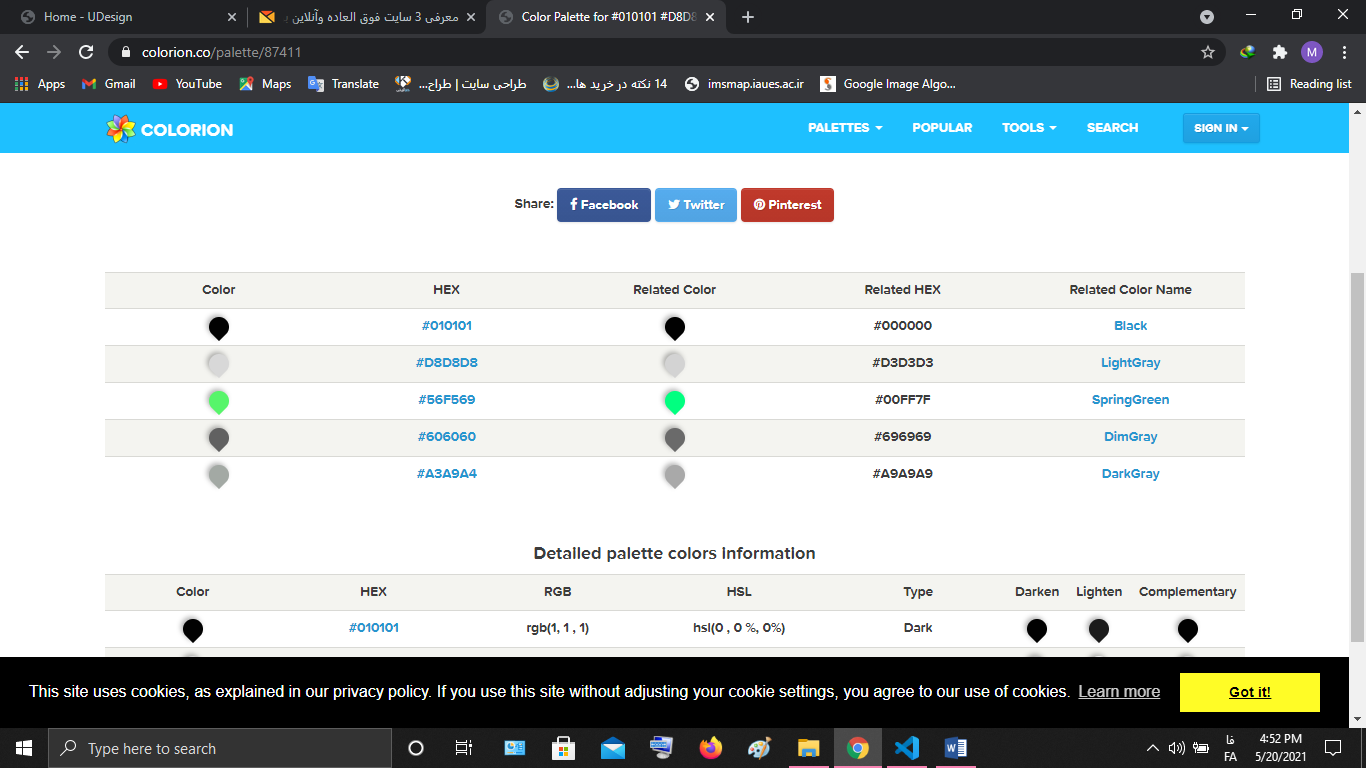 Home - UDesign
معرفی 3 سایت فوق العاده وآنلاین ب
Color Palette for #010101 #D8D8
colorion.co/palette/87411
M
Apps Gmail YouTube Maps Translate طراحی سایت | طراح... 14 نکته در خرید ها... imsmap.iaues.ac.ir Google Image Algo... Reading list
COLORION PALETTES POPULAR TOOLS SEARCH SIGN IN
Share: Facebook Twitter Pinterest
Color HEX Related Color Related HEX Related Color Name
#010101 #000000 Black
#D8D8D8 #D3D3D3 LightGray
#56F569 #00FF7F SpringGreen
#606060 #696969 DimGray
#A3A9A4 #A9A9A9 DarkGray
Detailed palette colors information
Color HEX RGB HSL Type Darken Lighten Complementary
#010101 rgb(1, 1 , 1) hsl(0 , 0 %, 0%) Dark
This site uses cookies, as explained in our privacy policy. If you use this site without adjusting your cookie settings, you agree to our use of cookies. Learn more Got it!
Type here to search
فا
FA
4:52 PM
5/20/2021